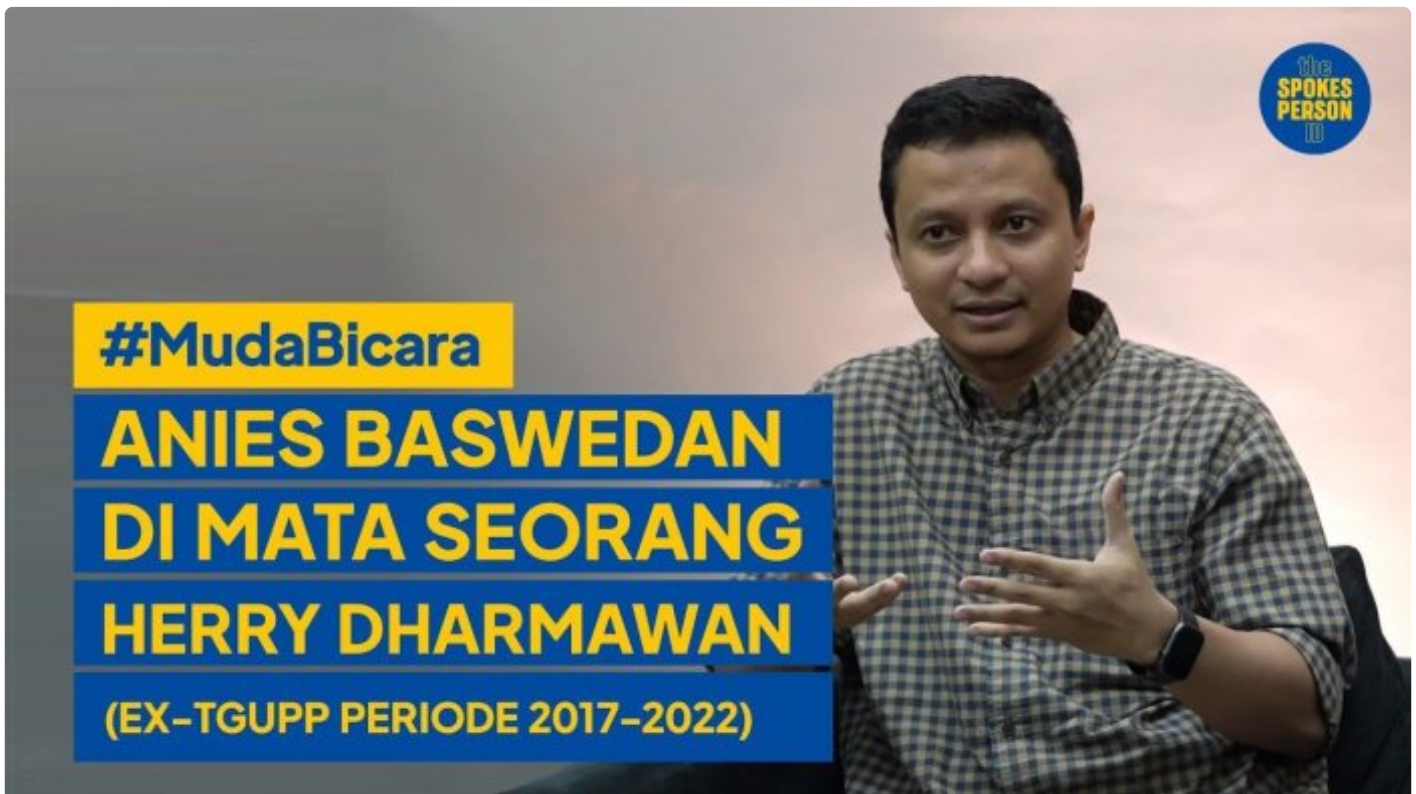 the
SPOKES
PERSON
ID
#MudaBicara
ANIES BASWEDAN
DI MATA SEORANG
HERRY DHARMAWAN
(EX-TGUPP PERIODE 2017-2022)